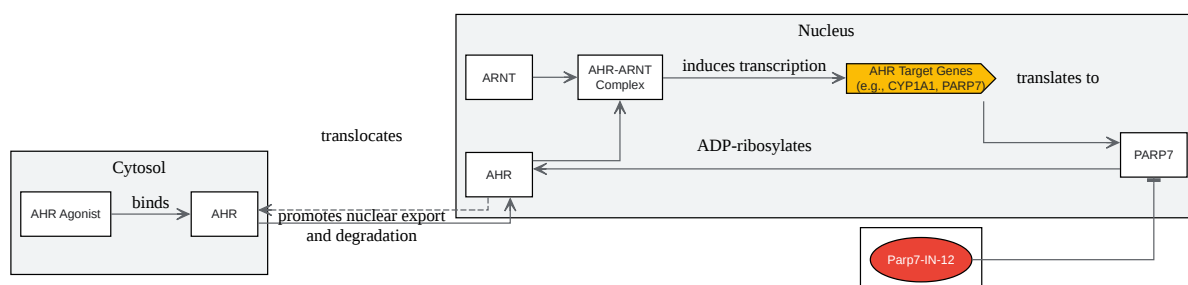 Nucleus
ARNT
AHR-ARNT
Complex
induces transcription
AHR Target Genes
(e.g., CYP1A1, PARP7)
translates to
translocates
ADP-ribosylates
PARP7
AHR
Cytosol
AHR Agonist
binds
AHR
promotes nuclear export
and degradation
Parp7-IN-12